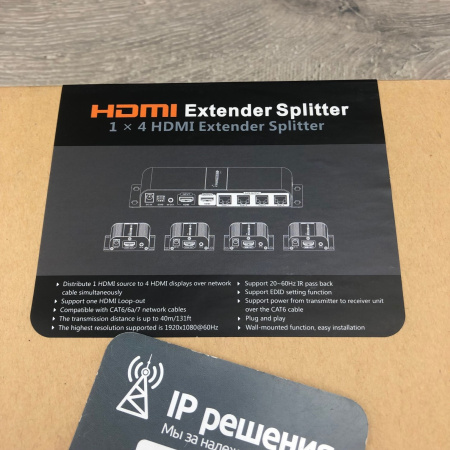 HDMI Extender Splitter
1 × 4 HDMI Extender Splitter
▸ Distribute 1 HDMI source to 4 HDMI displays over network
cable simultaneously
▸ Support one HDMI Loop-out
▸ Compatible with CAT6/6a/7 network cables
▸ The transmission distance is up to 40m/131ft
▸ The highest resolution supported is 1920x1080@60Hz
▸ Support 20~60Hz IR pass back
▸ Support EDID setting function
▸ Support power from transmitter to receiver unit
over the CAT6 cable
▸ Plug and play
▸ Wall-mounted function, easy installation
IP решения
Мы за